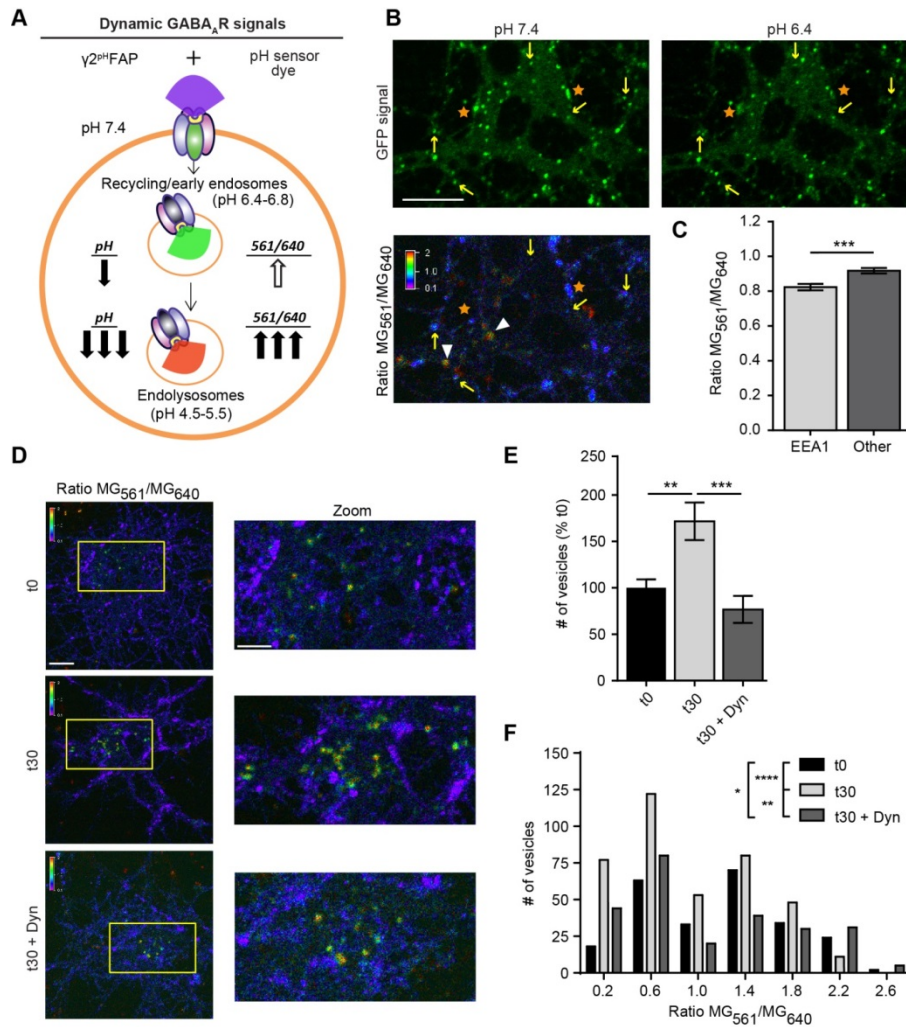 A
Dynamic GABA_AR signals
γ2^pHFAP + pH sensor dye
pH 7.4
Recycling/early endosomes
(pH 6.4-6.8)
pH
561/640
pH
561/640
Endolysosomes
(pH 4.5-5.5)
B
pH 7.4
pH 6.4
GFP signal
Ratio MG561/MG640
2
1.0
0.1
C
***
Ratio MG561/MG640
1.2
1.0
0.8
0.6
0.4
0.2
0.0
EEA1
Other
D
Ratio MG561/MG640
Zoom
t0
t30
t30 + Dyn
E
# of vesicles (% t0)
250
200
150
100
50
0
**
***
t0
t30
t30 + Dyn
F
# of vesicles
150
125
100
75
50
25
0
*
****
**
t0
t30
t30 + Dyn
0.2
0.6
1.0
1.4
1.8
2.2
2.6
Ratio MG561/MG640